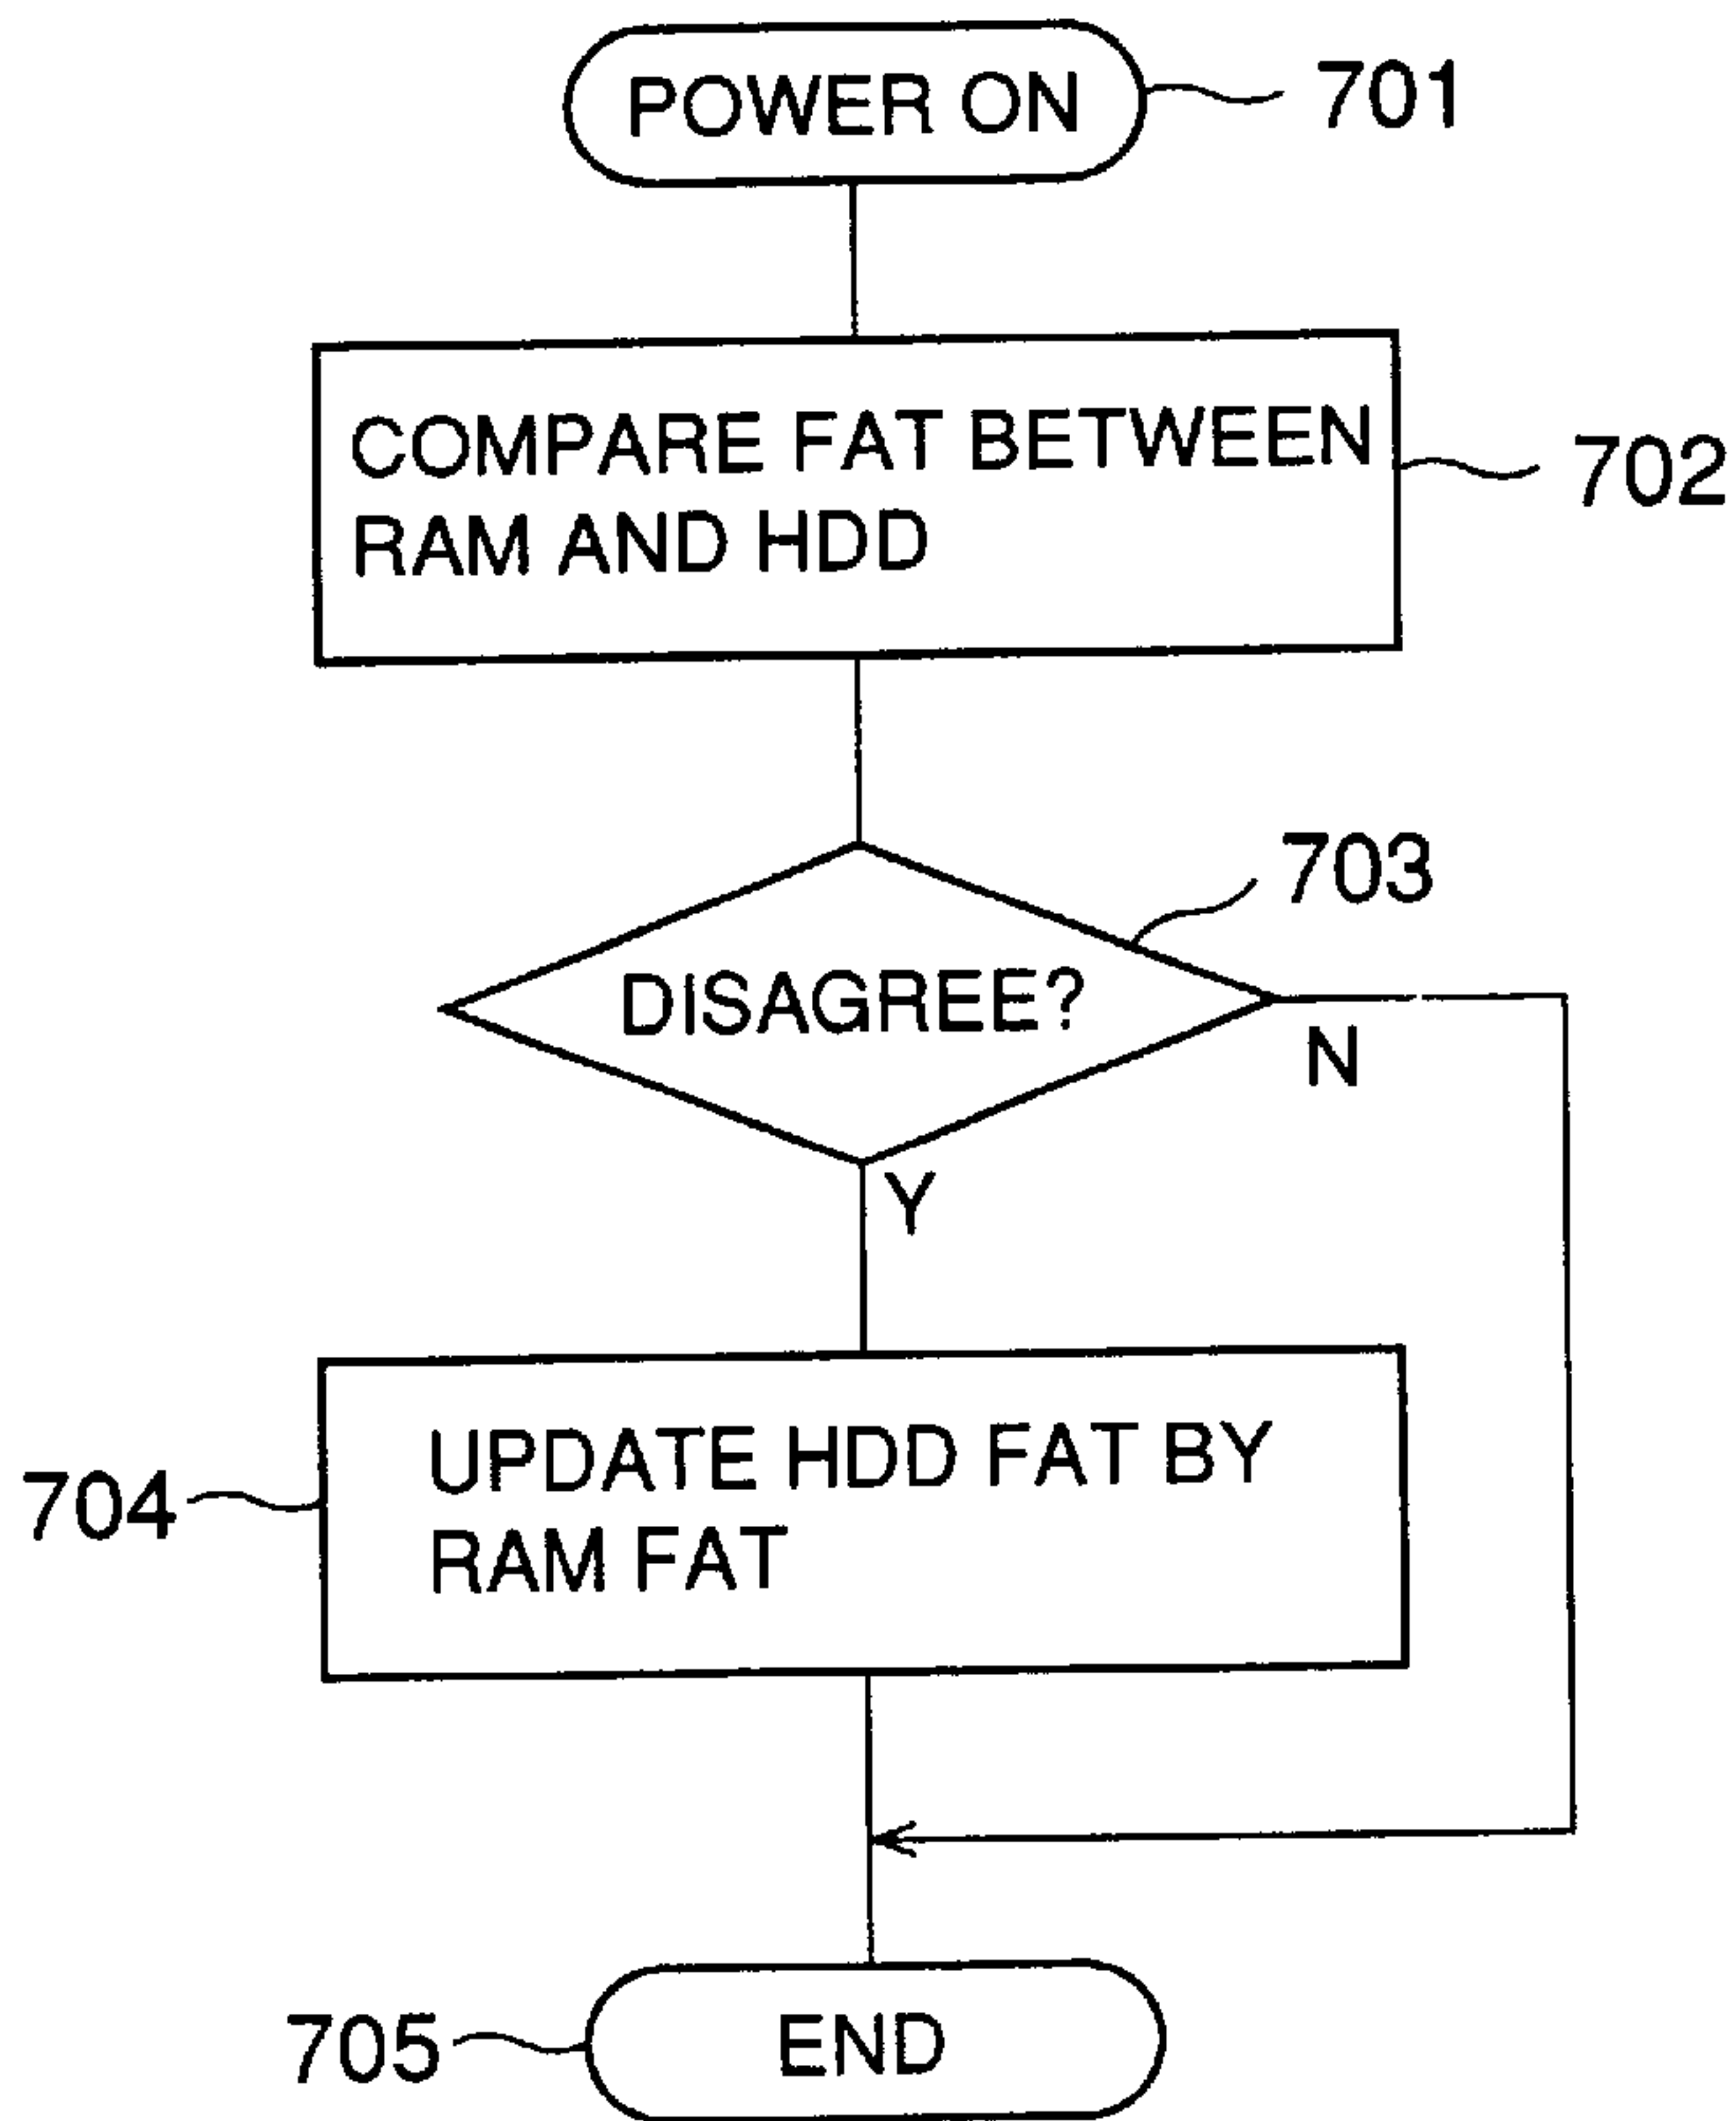 POWER ON
701
COMPARE FAT BETWEEN
RAM AND HDD
702
703
DISAGREE?
N
Y
UPDATE HDD FAT BY
RAM FAT
704
END
705